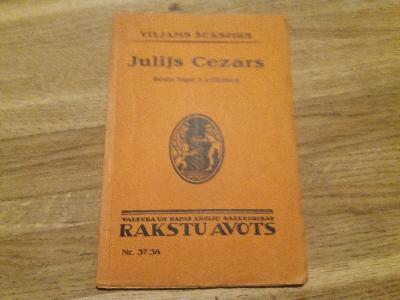 VILJAMS ŠEKSPIRS
Julijs Cezars
VALTERA UN RAPAS AKCIJU SABIEDRIBAS
RAKSTU AVOTS
Nr. 37/38